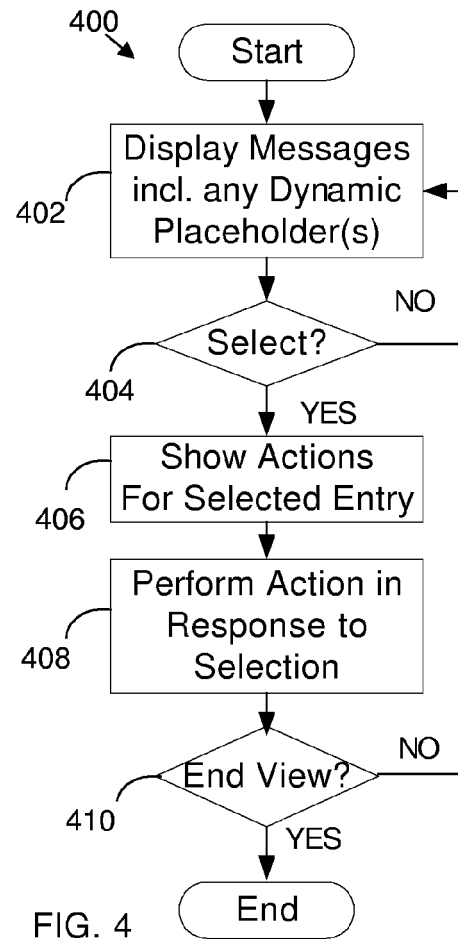 400
Start
Display Messages
incl. any Dynamic
Placeholder(s)
402
NO
Select?
404
YES
Show Actions
For Selected Entry
406
Perform Action in
Response to
Selection
408
NO
End View?
410
YES
End
FIG. 4